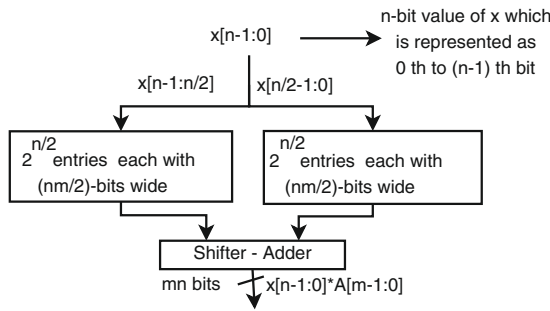 x[n-1:0]
n-bit value of x which
is represented as
0 th to (n-1) th bit
x[n-1:n/2]
x[n/2-1:0]
2^{n/2} entries each with
(nm/2)-bits wide
2^{n/2} entries each with
(nm/2)-bits wide
Shifter - Adder
mn bits
x[n-1:0]*A[m-1:0]